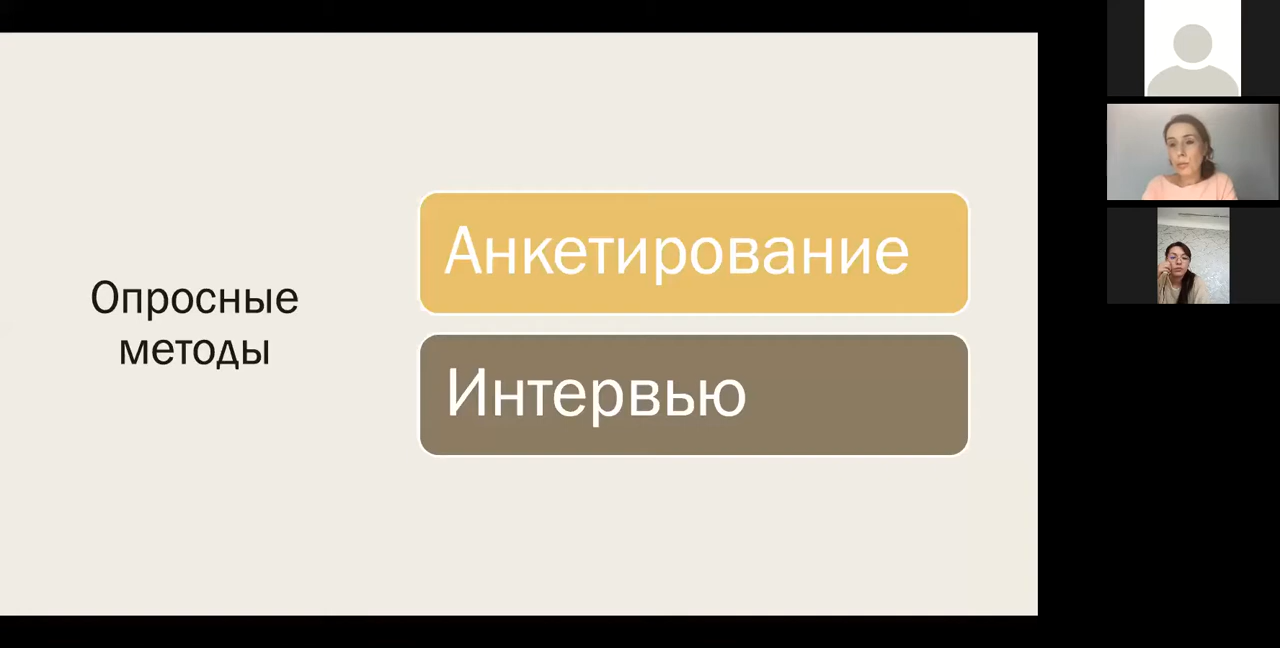 Опросные
методы
Анкетирование
Интервью